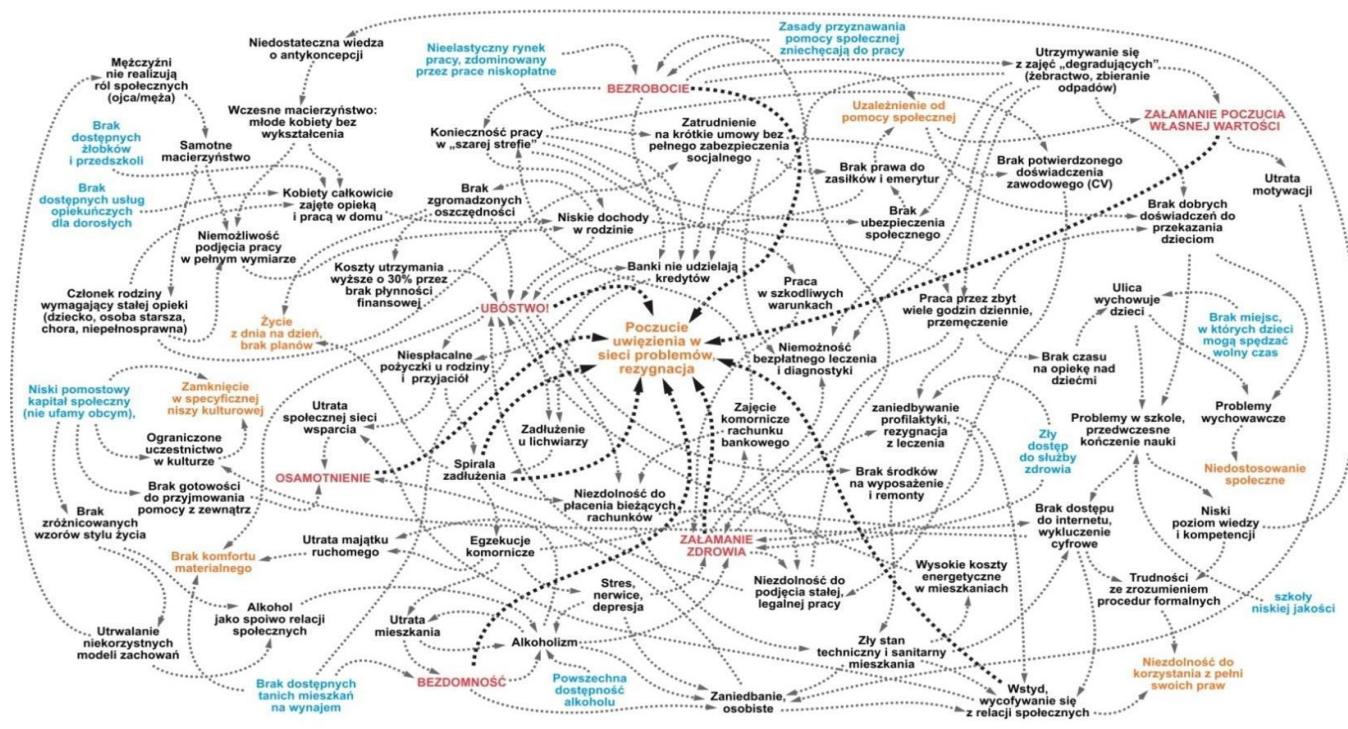 Niedostateczna wiedza
o antykoncepcji
Mężczyźni
nie realizują
ról społecznych
(ojca/męża)
Nieelastyczny rynek
pracy, zdominowany
przez prace niskopłatne
Zasady przyznawania
pomocy społecznej
zniechęcają do pracy
Utrzymywanie się
z zajęć „degradujących”
(żebractwo, zbieranie
odpadów)
BEZROBOCIE
Wczesne macierzyństwo:
młode kobiety bez
wykształcenia
Uzależnienie od
pomocy społecznej
ZAŁAMANIE POCZUCIA
WŁASNEJ WARTOŚCI
Brak
dostępnych
żłobków
i przedszkoli
Samotne
macierzyństwo
Konieczność pracy
w „szarej strefie”
Zatrudnienie
na krótkie umowy bez
pełnego zabezpieczenia
socjalnego
Brak prawa do
zasiłków i emerytur
Brak potwierdzonego
doświadczenia
zawodowego (CV)
Utrata
motywacji
Brak
dostępnych usług
opiekuńczych
dla dorosłych
Kobiety całkowicie
zajęte opieką
i pracą w domu
Brak
zgromadzonych
oszczędności
Niskie dochody
w rodzinie
Brak
ubezpieczenia
społecznego
Brak dobrych
doświadczeń do
przekazania
dzieciom
Niemożliwość
podjęcia pracy
w pełnym wymiarze
Koszty utrzymania
wyższe o 30% przez
brak płynności
finansowej
Banki nie udzielają
kredytów
Praca
w szkodliwych
warunkach
Praca przez zbyt
wiele godzin dziennie,
przemęczenie
Ulica
wychowuje
dzieci
Członek rodziny
wymagający stałej opieki
(dziecko, osoba starsza,
chora, niepełnosprawna)
Życie
z dnia na dzień,
brak planów
UBÓSTWO!
Poczucie
uwięzienia w
sieci problemów,
rezygnacja
Brak miejsc,
w których dzieci
mogą spędzać
wolny czas
Niespłacalne
pożyczki u rodziny
i przyjaciół
Niemożność
bezpłatnego leczenia
i diagnostyki
Brak czasu
na opiekę nad
dziećmi
Niski pomostowy
kapitał społeczny
(nie ufamy obcym),
Zamknięcie
w specyficznej
niszy kulturowej
Utrata
społecznej sieci
wsparcia
Zadłużenie
u lichwiarzy
Zajęcie
komornicze
rachunku
bankowego
zaniedbywanie
profilaktyki,
rezygnacja
z leczenia
Zły
dostęp
do służby
zdrowia
Problemy w szkole,
przedwczesne
kończenie nauki
Problemy
wychowawcze
Ograniczone
uczestnictwo
w kulturze
OSAMOTNIENIE
Spirala
zadłużenia
Brak środków
na wyposażenie
i remonty
Niedostosowanie
społeczne
Brak gotowości
do przyjmowania
pomocy z zewnątrz
Niezdolność do
płacenia bieżących
rachunków
Brak
zróżnicowanych
wzorów stylu życia
Brak dostępu
do internetu,
wykluczenie
cyfrowe
Niski
poziom wiedzy
i kompetencji
Brak komfortu
materialnego
Utrata majątku
ruchomego
Egzekucje
komornicze
ZAŁAMANIE
ZDROWIA
Stres,
nerwice,
depresja
Niezdolność do
podjęcia stałej,
legalnej pracy
Wysokie koszty
energetyczne
w mieszkaniach
Trudności
ze zrozumieniem
procedur formalnych
szkoły
niskiej jakości
Alkohol
jako spoiwo relacji
społecznych
Utrata
mieszkania
Alkoholizm
Utrwalanie
niekorzystnych
modeli zachowań
Zły stan
techniczny i sanitarny
mieszkania
Brak dostępnych
tanich mieszkań
na wynajem
BEZDOMNOŚĆ
Powszechna
dostępność
alkoholu
Zaniedbanie,
osobiste
Wstyd,
wycofywanie się
z relacji społecznych
Niezdolność do
korzystania z pełni
swoich praw